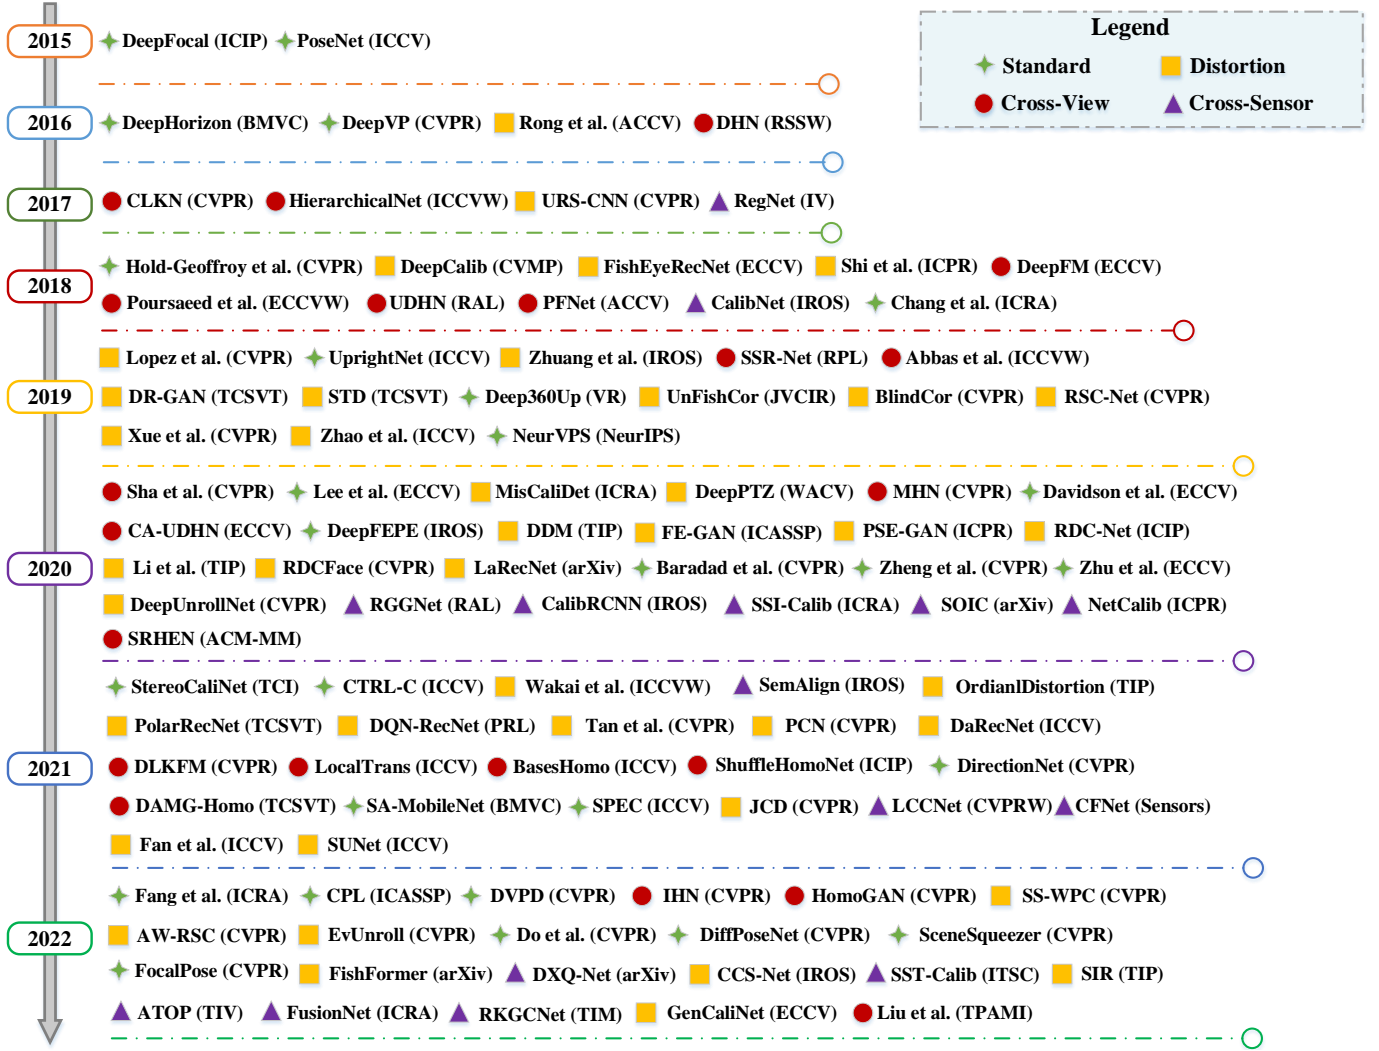 2015
DeepFocal (ICIP) PoseNet (ICCV)
Legend
Standard Distortion
Cross-View Cross-Sensor
2016
DeepHorizon (BMVC) DeepVP (CVPR) Rong et al. (ACCV) DHN (RSSW)
2017
CLKN (CVPR) HierarchicalNet (ICCVW) URS-CNN (CVPR) RegNet (IV)
2018
Hold-Geoffroy et al. (CVPR) DeepCalib (CVMP) FishEyeRecNet (ECCV) Shi et al. (ICPR) DeepFM (ECCV)
Poursaeed et al. (ECCVW) UDHN (RAL) PFNet (ACCV) CalibNet (IROS) Chang et al. (ICRA)
2019
Lopez et al. (CVPR) UprightNet (ICCV) Zhuang et al. (IROS) SSR-Net (RPL) Abbas et al. (ICCVW)
DR-GAN (TCSVT) STD (TCSVT) Deep360Up (VR) UnFishCor (JVCIR) BlindCor (CVPR) RSC-Net (CVPR)
Xue et al. (CVPR) Zhao et al. (ICCV) NeurVPS (NeurIPS)
2020
Sha et al. (CVPR) Lee et al. (ECCV) MisCaliDet (ICRA) DeepPTZ (WACV) MHN (CVPR) Davidson et al. (ECCV)
CA-UDHN (ECCV) DeepFEPE (IROS) DDM (TIP) FE-GAN (ICASSP) PSE-GAN (ICPR) RDC-Net (ICIP)
Li et al. (TIP) RDCFace (CVPR) LaRecNet (arXiv) Baradad et al. (CVPR) Zheng et al. (CVPR) Zhu et al. (ECCV)
DeepUnrollNet (CVPR) RGGNet (RAL) CalibRCNN (IROS) SSI-Calib (ICRA) SOIC (arXiv) NetCalib (ICPR)
SRHEN (ACM-MM)
2021
StereoCaliNet (TCI) CTRL-C (ICCV) Wakai et al. (ICCVW) SemAlign (IROS) OrdianlDistortion (TIP)
PolarRecNet (TCSVT) DQN-RecNet (PRL) Tan et al. (CVPR) PCN (CVPR) DaRecNet (ICCV)
DLKFM (CVPR) LocalTrans (ICCV) BasesHomo (ICCV) ShuffleHomoNet (ICIP) DirectionNet (CVPR)
DAMG-Homo (TCSVT) SA-MobileNet (BMVC) SPEC (ICCV) JCD (CVPR) LCCNet (CVPRW) CFNet (Sensors)
Fan et al. (ICCV) SUNet (ICCV)
2022
Fang et al. (ICRA) CPL (ICASSP) DVPD (CVPR) IHN (CVPR) HomoGAN (CVPR) SS-WPC (CVPR)
AW-RSC (CVPR) EvUnroll (CVPR) Do et al. (CVPR) DiffPoseNet (CVPR) SceneSqueezer (CVPR)
FocalPose (CVPR) FishFormer (arXiv) DXQ-Net (arXiv) CCS-Net (IROS) SST-Calib (ITSC) SIR (TIP)
ATOP (TIV) FusionNet (ICRA) RKGCNet (TIM) GenCaliNet (ECCV) Liu et al. (TPAMI)